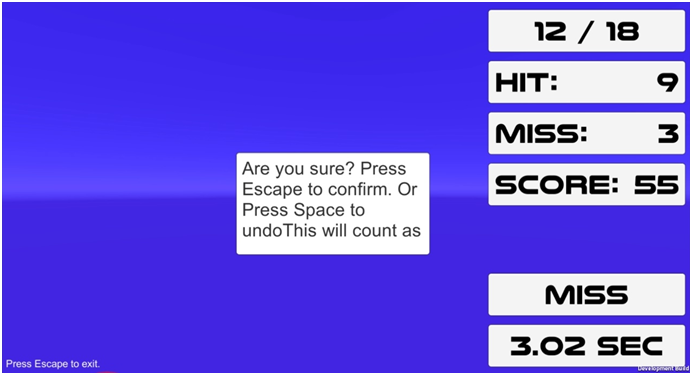 12 / 18
HIT: 9
MISS: 3
SCORE: 55
Are you sure? Press
Escape to confirm. Or
Press Space to
undoThis will count as
MISS
3.02 SEC
Press Escape to exit.
Development Build